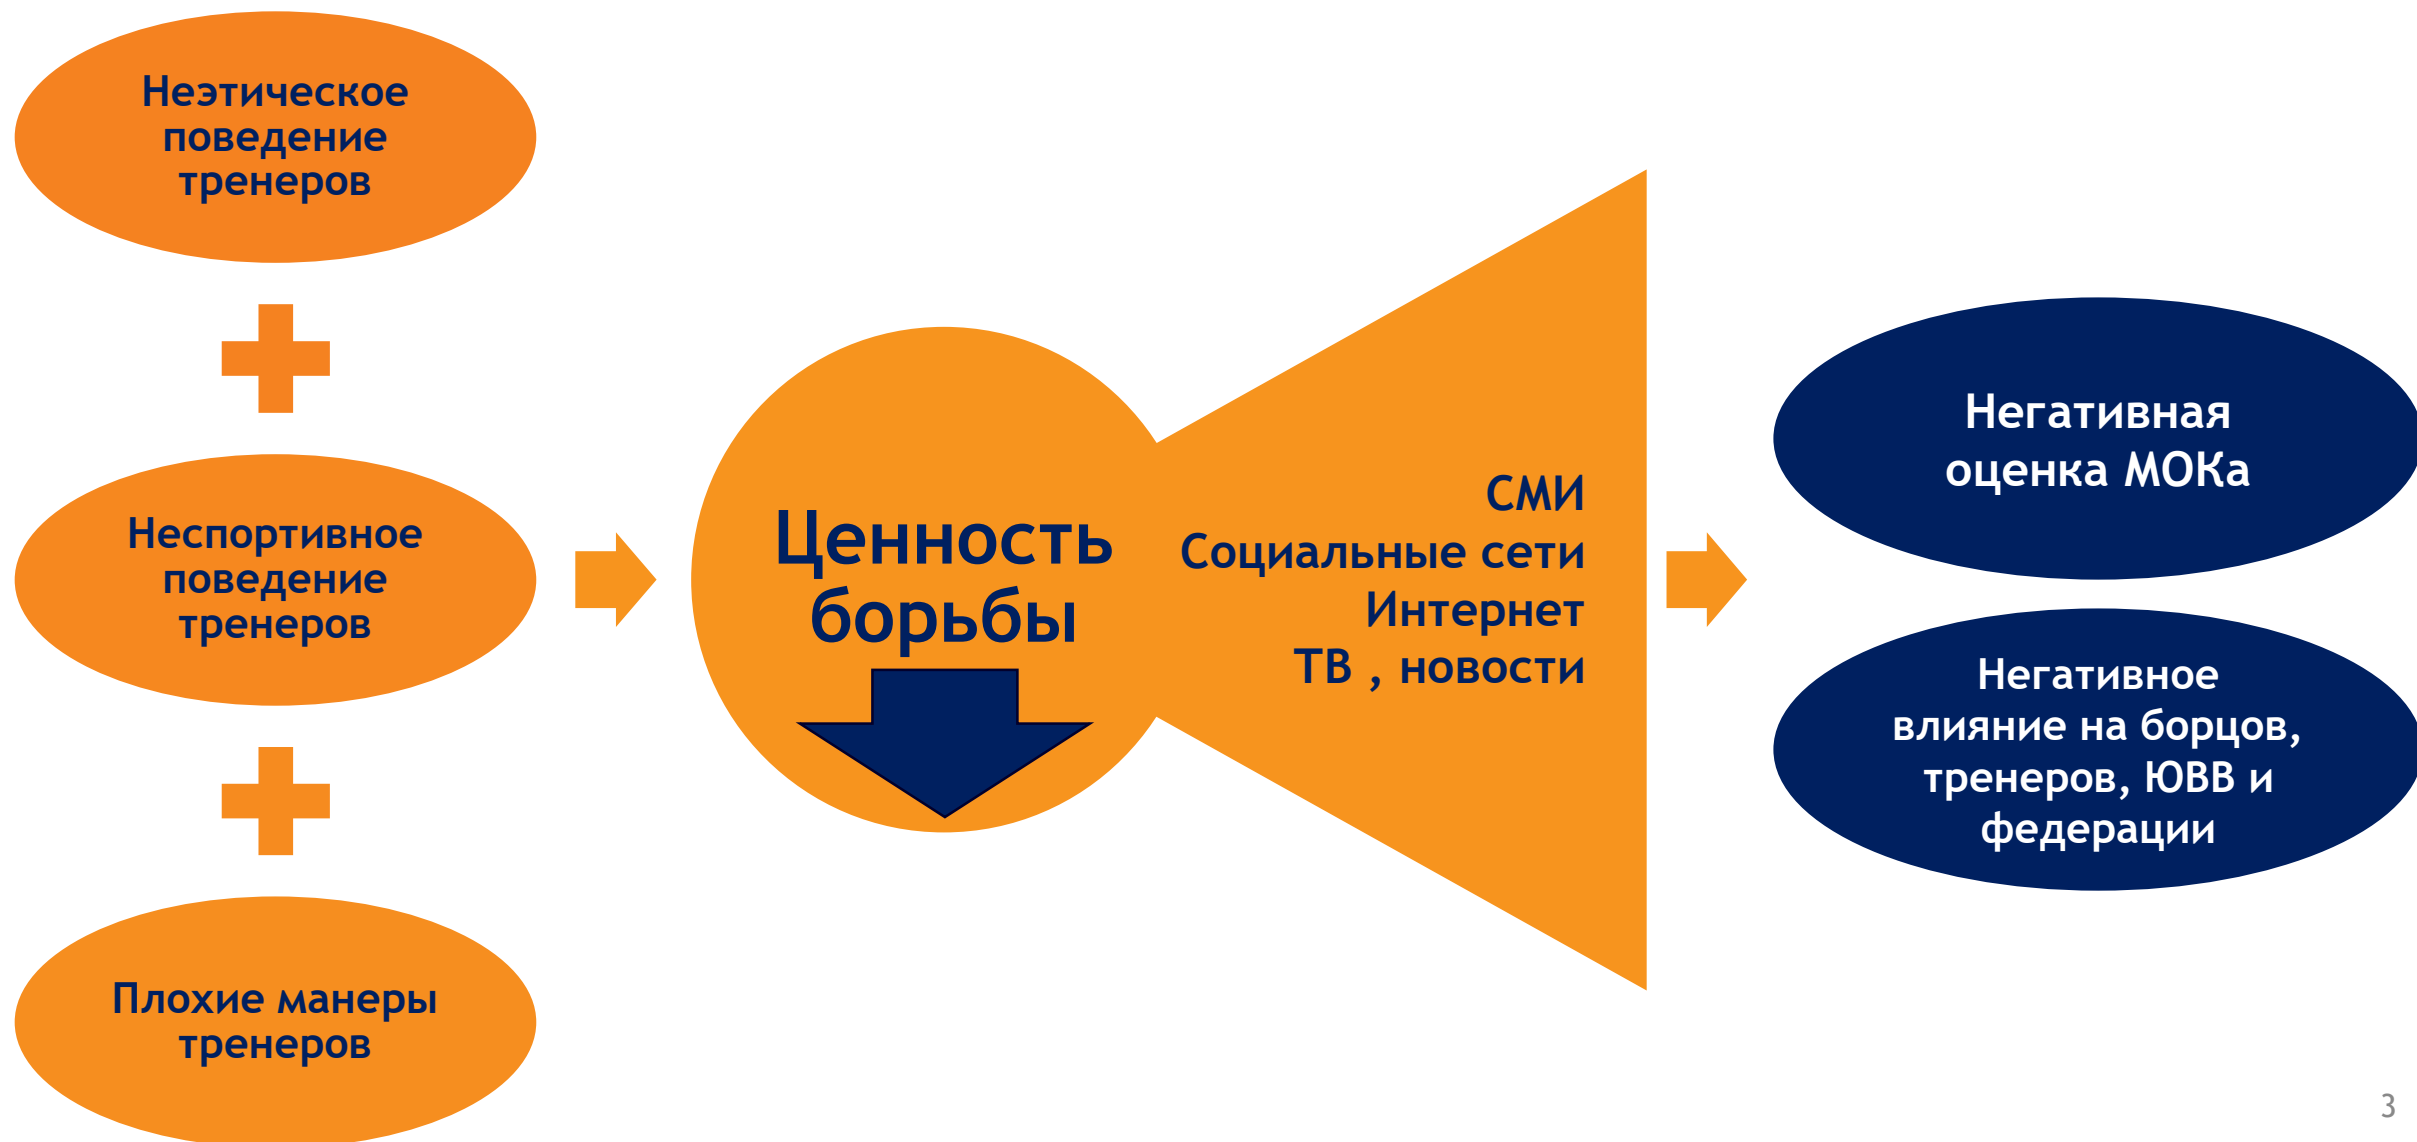 Неэтическое
поведение
тренеров
Неспортивное
поведение
тренеров
Плохие манеры
тренеров
Ценность
борьбы
СМИ
Социальные сети
Интернет
ТВ , новости
Негативная
оценка МОКа
Негативное
влияние на борцов,
тренеров, ЮВВ и
федерации
3